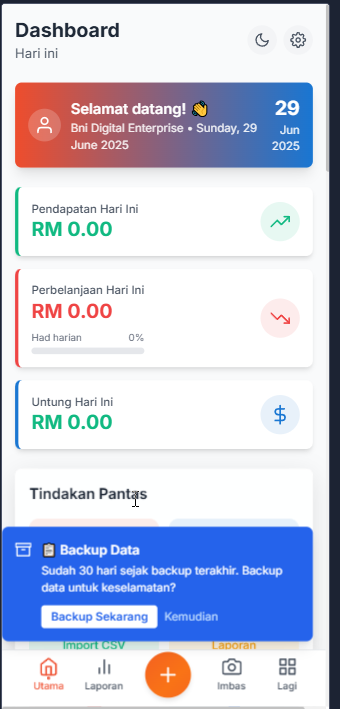 Dashboard
Hari ini
Selamat datang! 👋
Bni Digital Enterprise • Sunday, 29
June 2025
29
Jun
2025
Pendapatan Hari Ini
RM 0.00
Perbelanjaan Hari Ini
RM 0.00
Had harian 0%
Untung Hari Ini
RM 0.00
Tindakan Pantas
📋 Backup Data
Sudah 30 hari sejak backup terakhir. Backup
data untuk keselamatan?
Backup Sekarang Kemudian
Import CSV Laporan
Utama Laporan Imbas Lagi